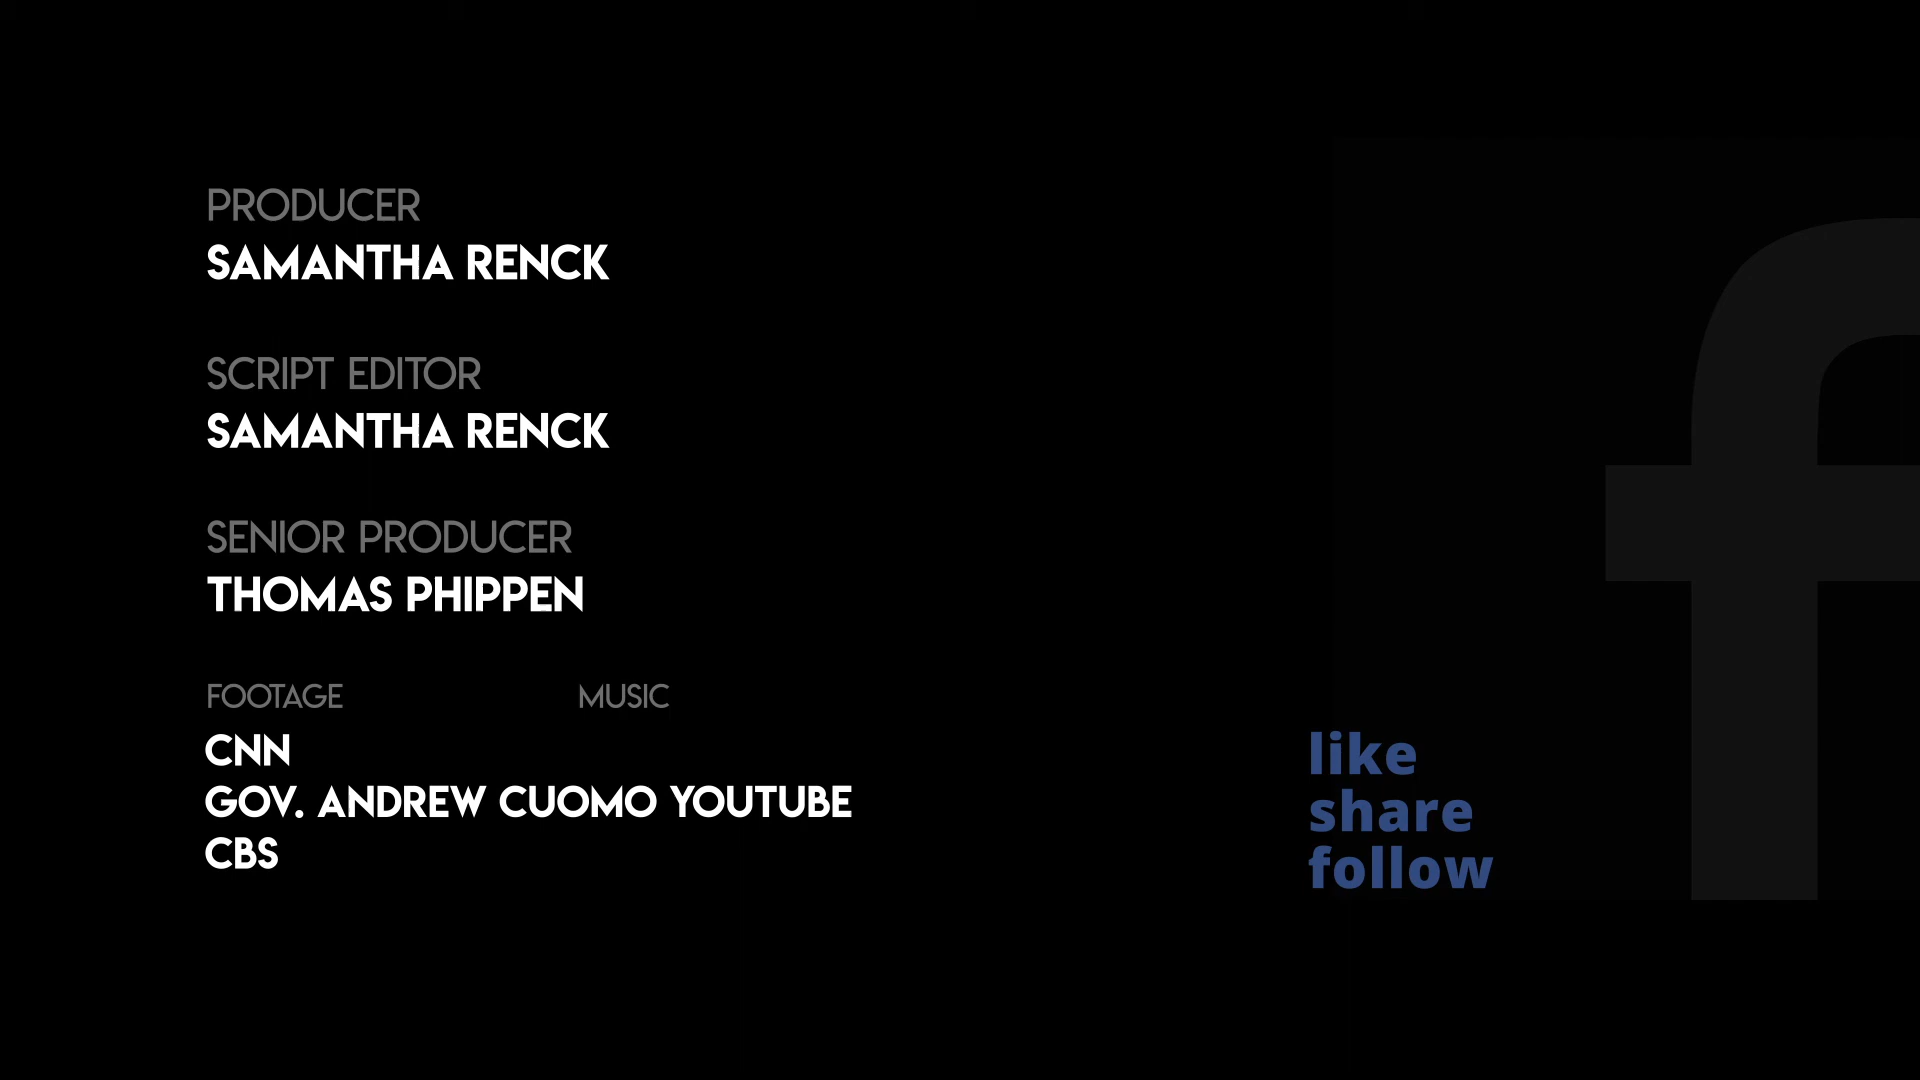 PRODUCER
SAMANTHA RENCK
SCRIPT EDITOR
SAMANTHA RENCK
SENIOR PRODUCER
THOMAS PHIPPEN
FOOTAGE
CNN
GOV. ANDREW CUOMO YOUTUBE
CBS
MUSIC
like
share
follow
f